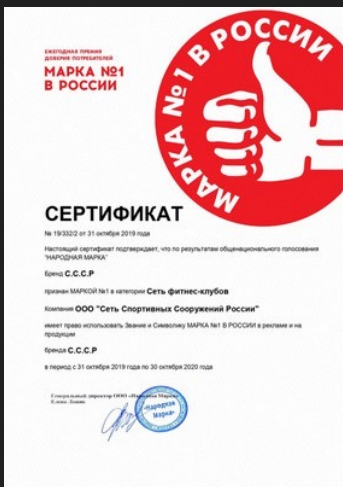 ЕЖЕГОДНАЯ ПРЕМИЯ
ДОВЕРИЯ ПОТРЕБИТЕЛЕЙ
МАРКА №1
В РОССИИ
МАРКА №1 В РОССИИ
СЕРТИФИКАТ
№ 19/332/2 от 31 октября 2019 года
Настоящий сертификат подтверждает, что по результатам общенационального голосования
"НАРОДНАЯ МАРКА"
Бренд С.С.С.Р
признан МАРКОЙ №1 в категории Сеть фитнес-клубов
Компания ООО "Сеть Спортивных Сооружений России"
имеет право использовать Звание и Символику МАРКА №1 В РОССИИ в рекламе и на
продукции
бренда С.С.С.Р
в период с 31 октября 2019 года по 30 октября 2020 года
Генеральный директор ООО «Народная Марка»
Елена
«Народная
Марка»